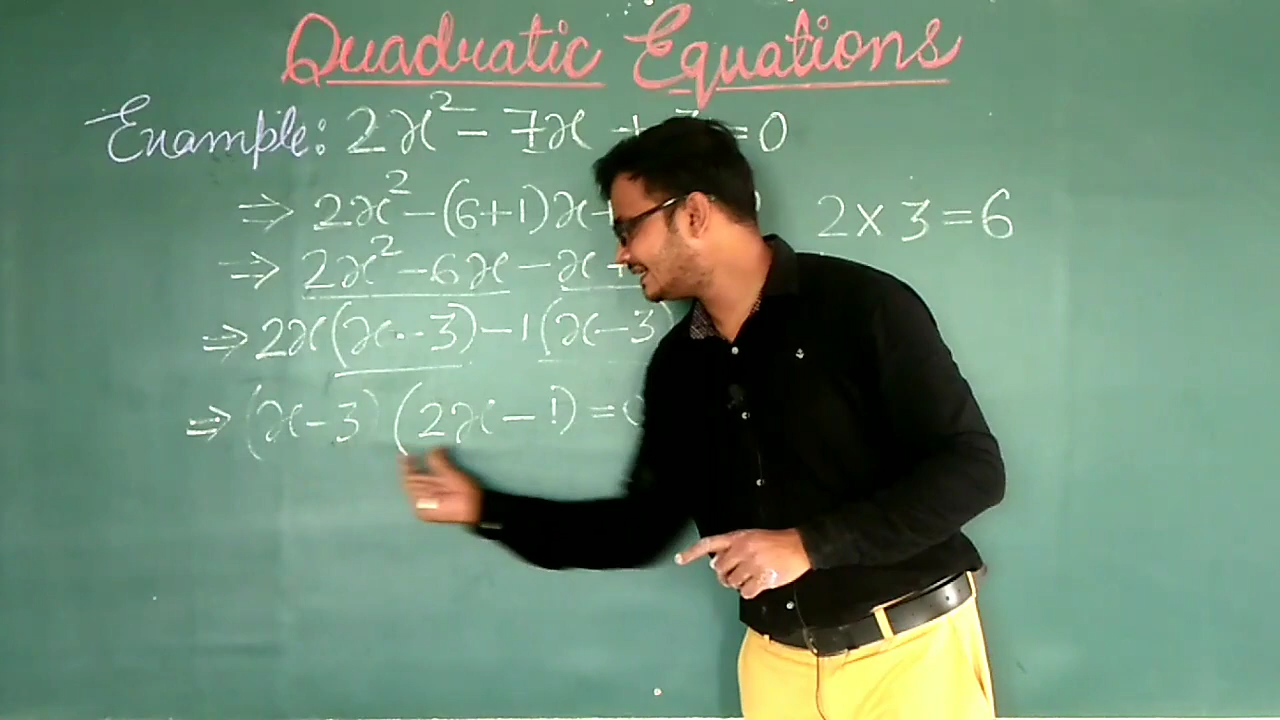 Quadratic Equations
Example: 2x² - 7x + 3 = 0
⇒ 2x² - (6+1)x - 2 × 3 = 6
⇒ 2x² - 6x - x +
⇒ 2x(x - 3) - 1(x - 3)
⇒ (x - 3) (2x - 1) = 0